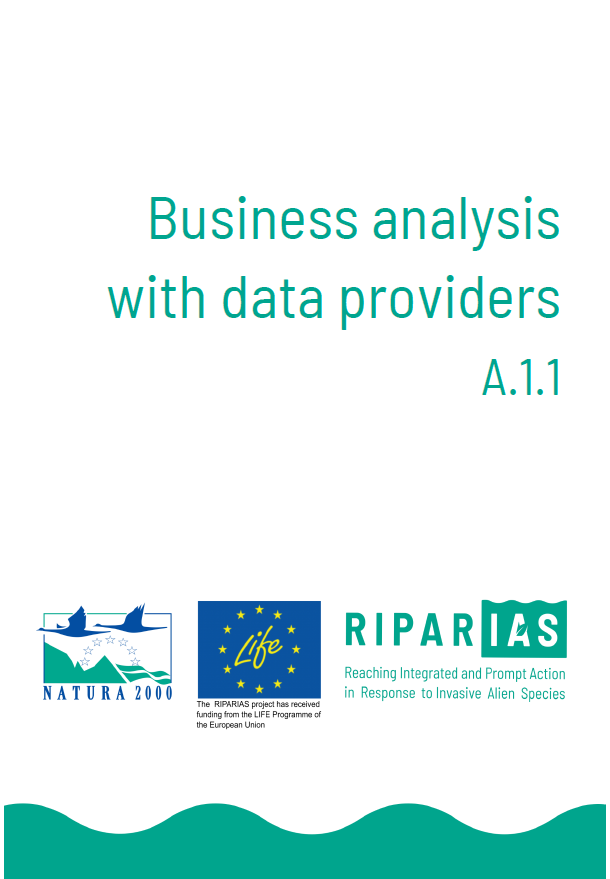 Business analysis
with data providers
A.1.1
NATURA 2000
Life
The RIPARIAS project has received
funding from the LIFE Programme of
the European Union
RIPARIAS
Reaching Integrated and Prompt Action
in Response to Invasive Alien Species